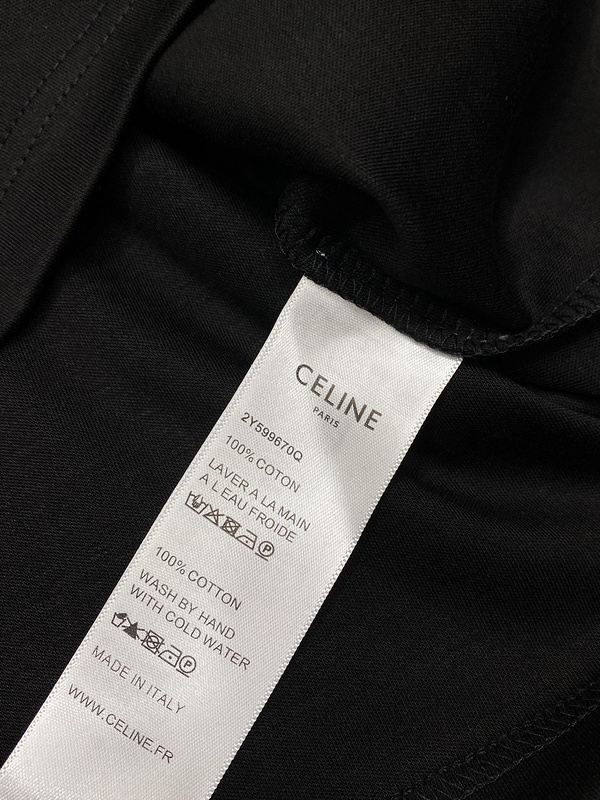 CELINE
PARIS
2Y599670Q
100% COTON
LAVER A LA MAIN
A L'EAU FROIDE
P
100% COTTON
WASH BY HAND
WITH COLD WATER
P
MADE IN ITALY
WWW.CELINE.FR